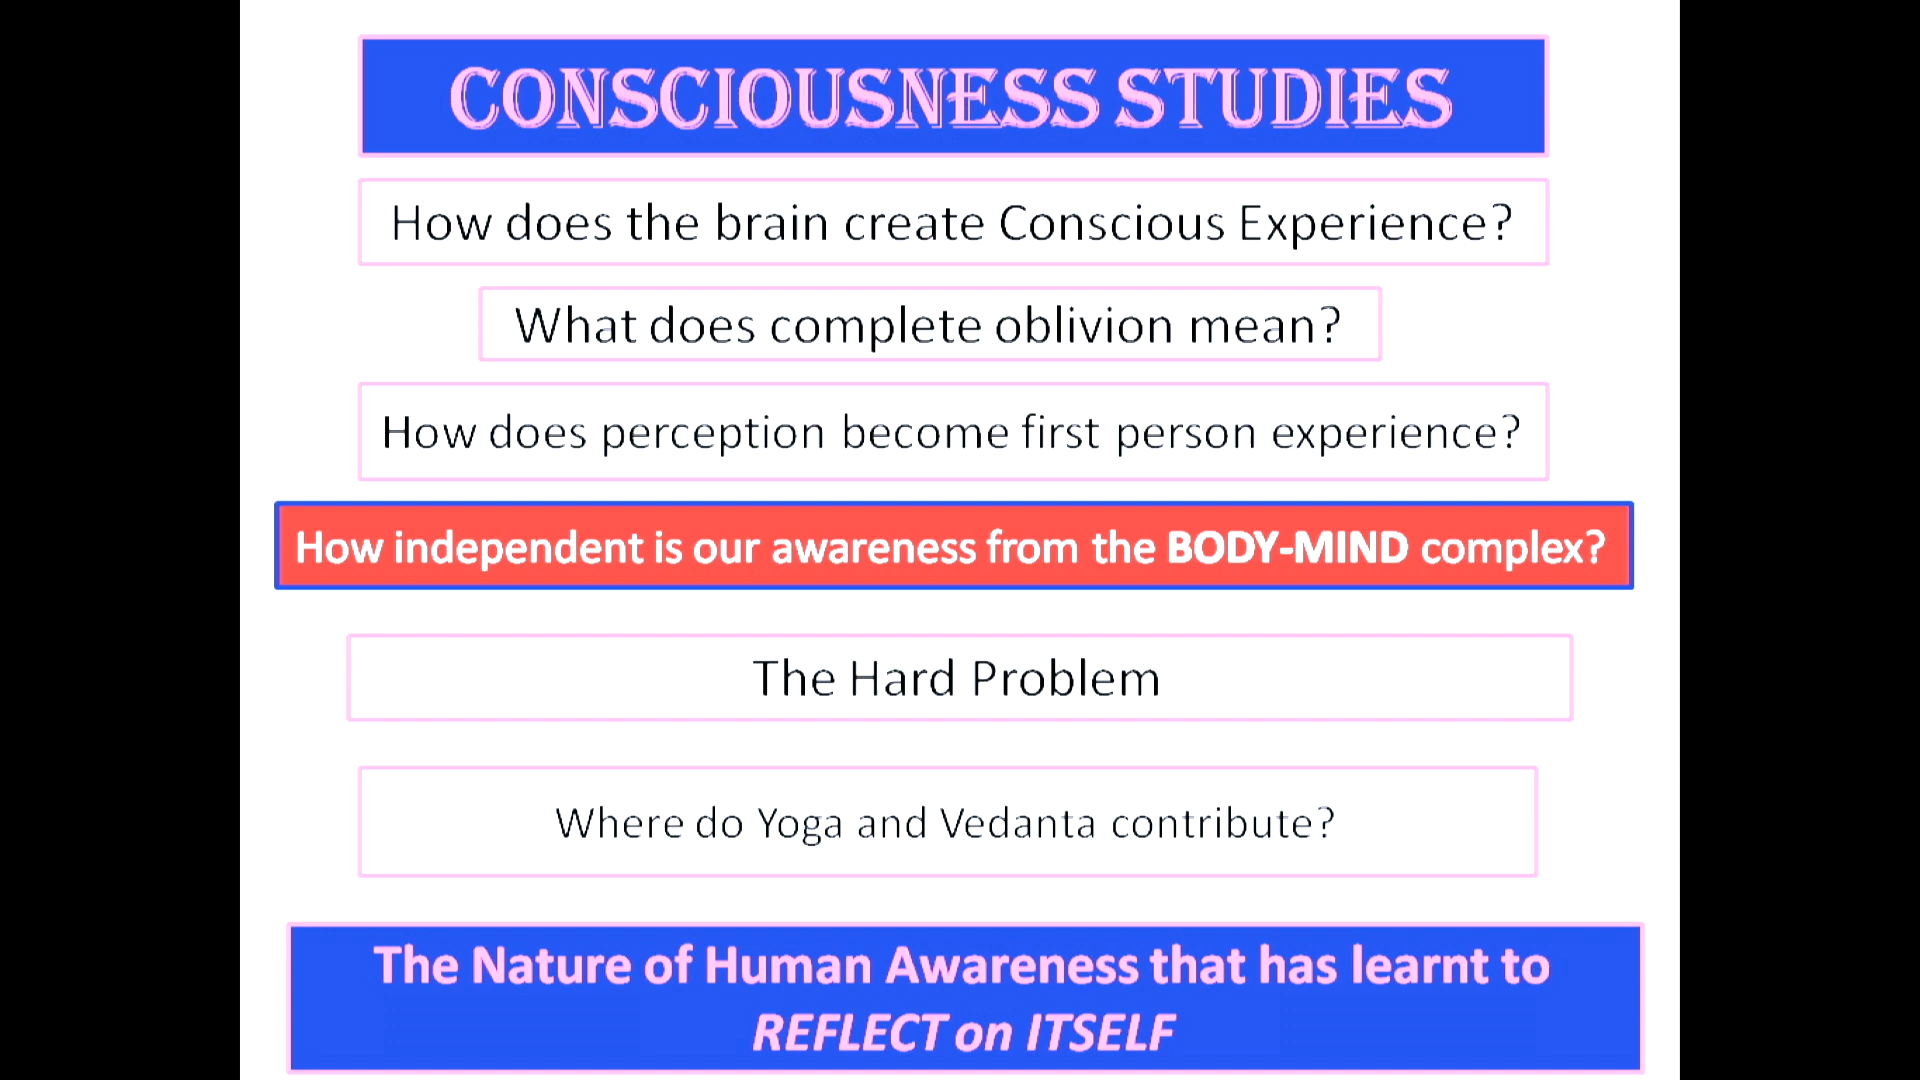 CONSCIOUSNESS STUDIES
How does the brain create Conscious Experience?
What does complete oblivion mean?
How does perception become first person experience?
How independent is our awareness from the BODY-MIND complex?
The Hard Problem
Where do Yoga and Vedanta contribute?
The Nature of Human Awareness that has learnt to
REFLECT on ITSELF